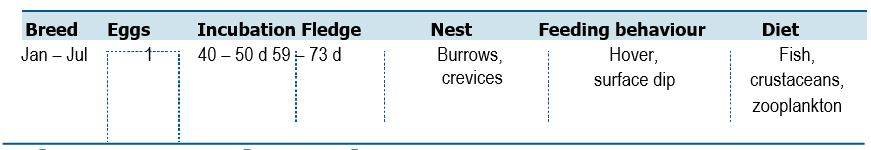 Breed Eggs Incubation Fledge Nest Feeding behaviour Diet
Jan – Jul 1 40 – 50 d 59 – 73 d Burrows, Hover, Fish,
crevices surface dip crustaceans,
zooplankton